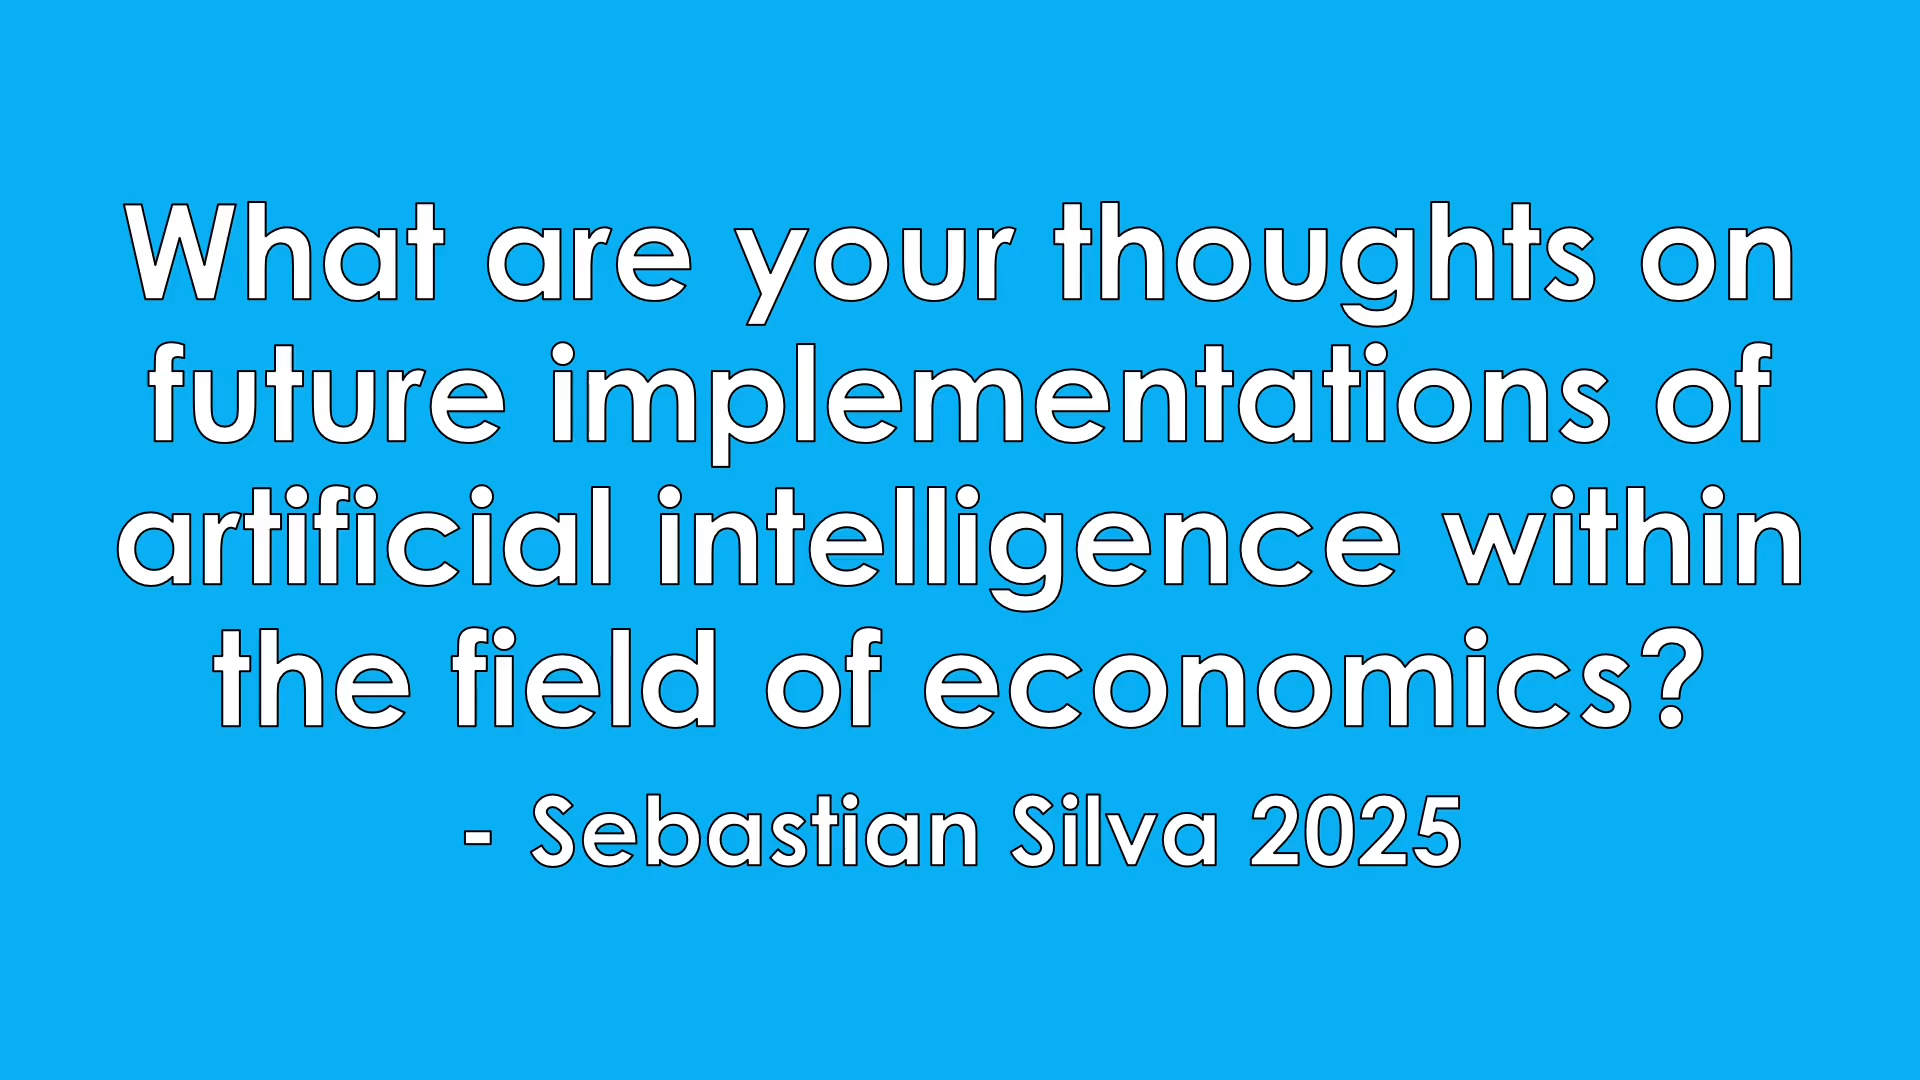 What are your thoughts on
future implementations of
artificial intelligence within
the field of economics?
- Sebastian Silva 2025